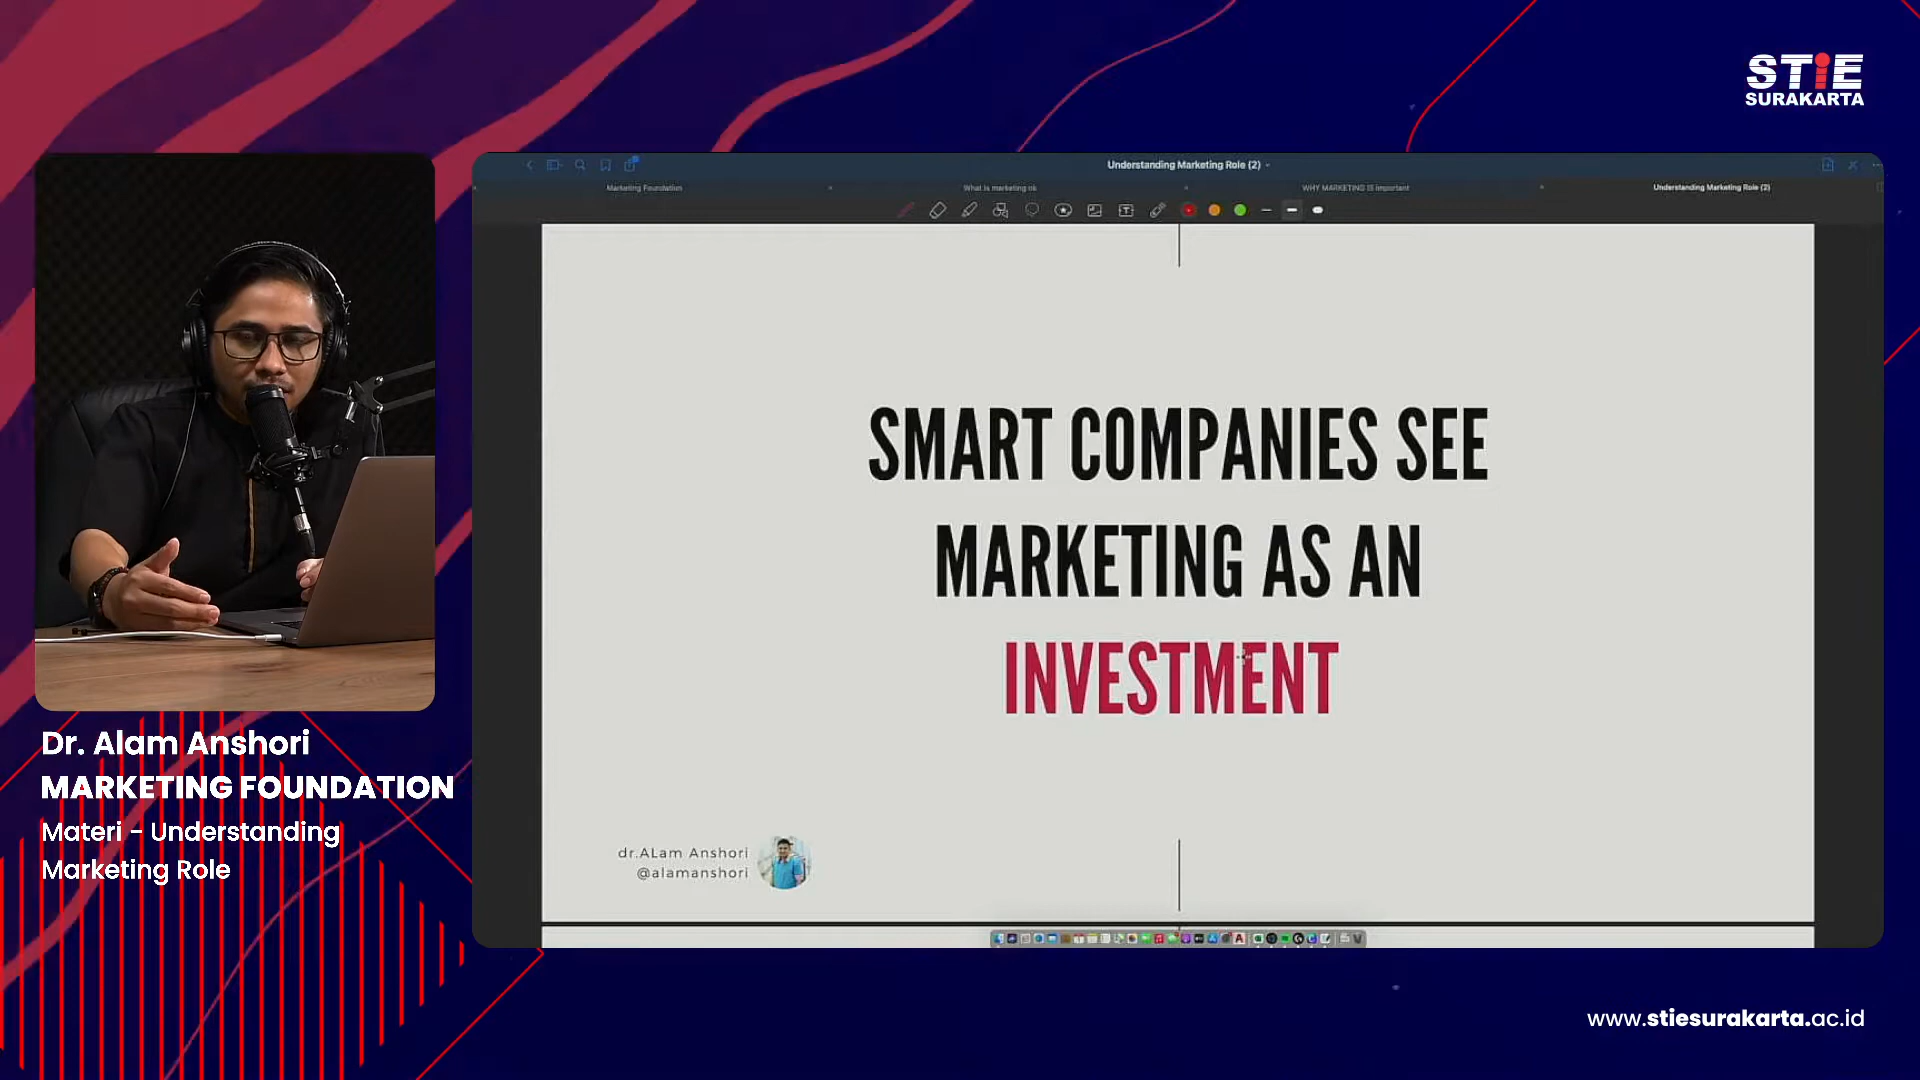 STiE
SURAKARTA
Understanding Marketing Role (2)
Marketing Foundation
What is marketing ok
WHY MARKETING IS important
Understanding Marketing Role (2)
SMART COMPANIES SEE
MARKETING AS AN
INVESTMENT
dr.ALam Anshori
@alamanshori
Dr. Alam Anshori
MARKETING FOUNDATION
Materi - Understanding
Marketing Role
www.stiesurakarta.ac.id